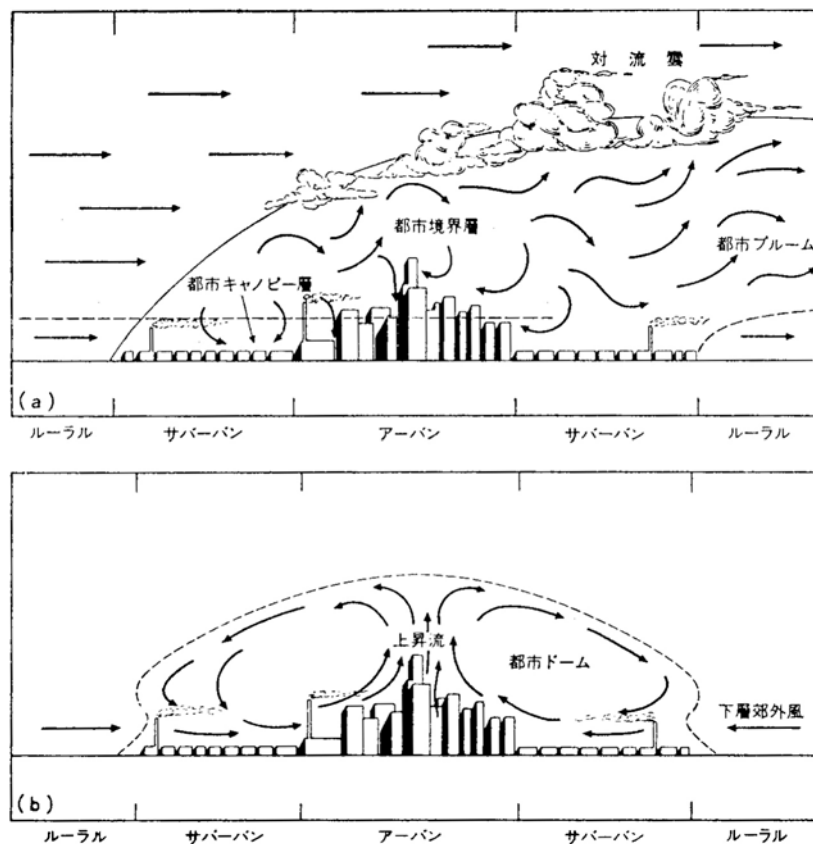 対流雲
都市境界層
都市プルーム
都市キャノピー層
(a)
ルーラル サバーバン アーバン サバーバン ルーラル
上昇流
都市ドーム
下層郊外風
(b)
ルーラル サバーバン アーバン サバーバン ルーラル